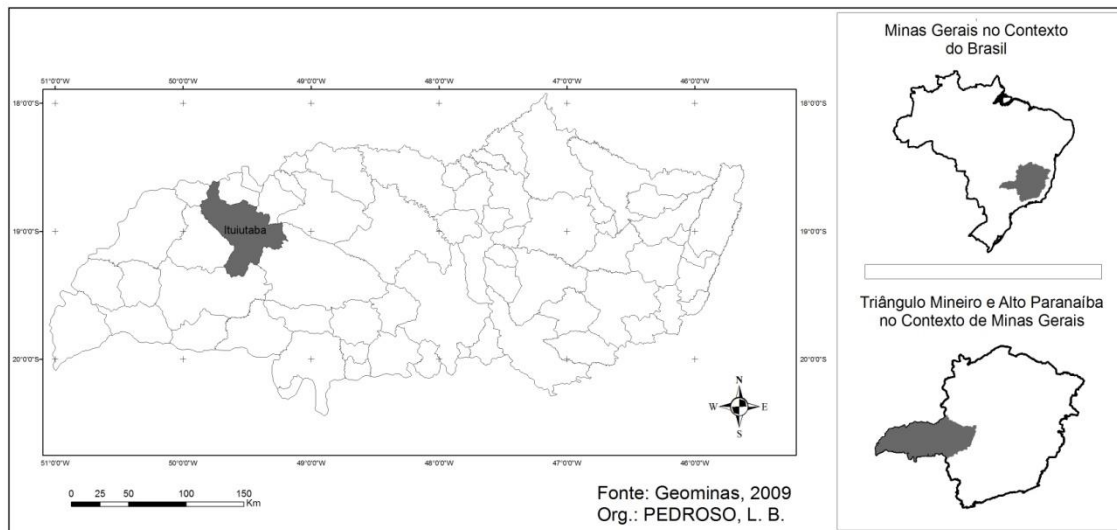 51°0'0"W
50°0'0"W
49°0'0"W
48°0'0"W
47°0'0"W
46°0'0"W
18°0'0"S
18°0'0"S
Ituiutaba
19°0'0"S
19°0'0"S
20°0'0"S
20°0'0"S
N
W
E
S
51°0'0"W
50°0'0"W
49°0'0"W
48°0'0"W
47°0'0"W
46°0'0"W
0 25 50 100 150
Km
Fonte: Geominas, 2009
Org.: PEDROSO, L. B.
Minas Gerais no Contexto
do Brasil
Triângulo Mineiro e Alto Paranaíba
no Contexto de Minas Gerais